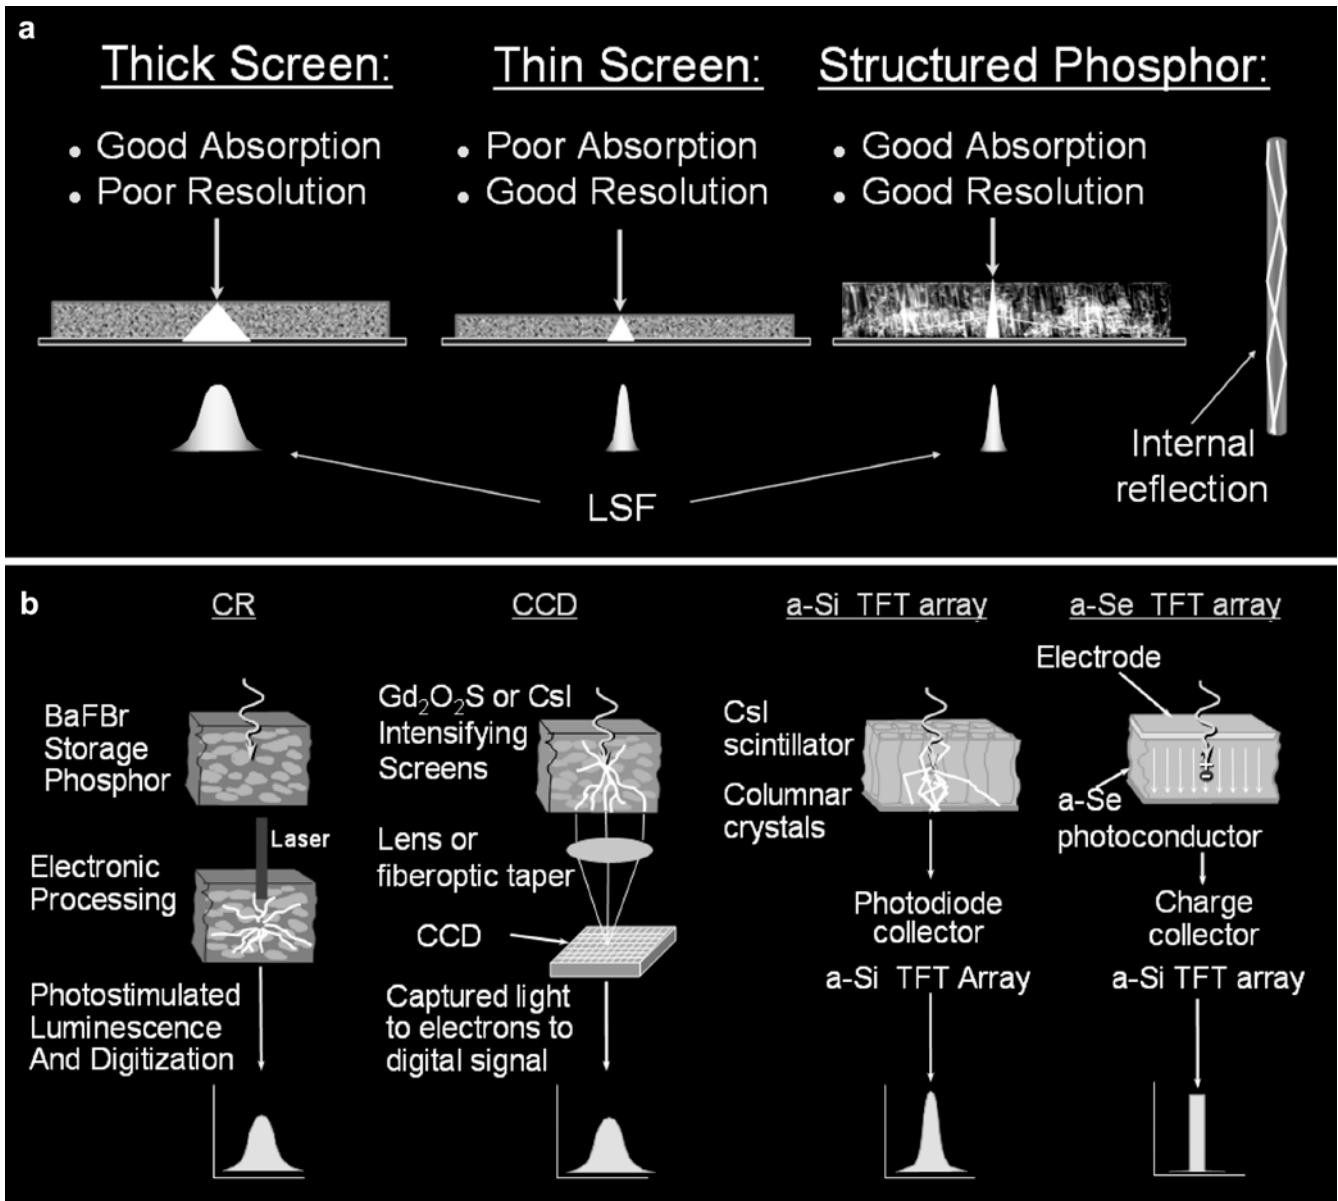 a
Thick Screen:
• Good Absorption
• Poor Resolution
Thin Screen:
• Poor Absorption
• Good Resolution
Structured Phosphor:
• Good Absorption
• Good Resolution
Internal
reflection
LSF
b
CR
BaFBr
Storage
Phosphor
Laser
Electronic
Processing
Photostimulated
Luminescence
And Digitization
CCD
Gd₂O₂S or CsI
Intensifying
Screens
Lens or
fiberoptic taper
CCD
Captured light
to electrons to
digital signal
a-Si TFT array
CsI
scintillator
Columnar
crystals
Photodiode
collector
a-Si TFT Array
a-Se TFT array
Electrode
+
a-Se
photoconductor
Charge
collector
a-Si TFT array